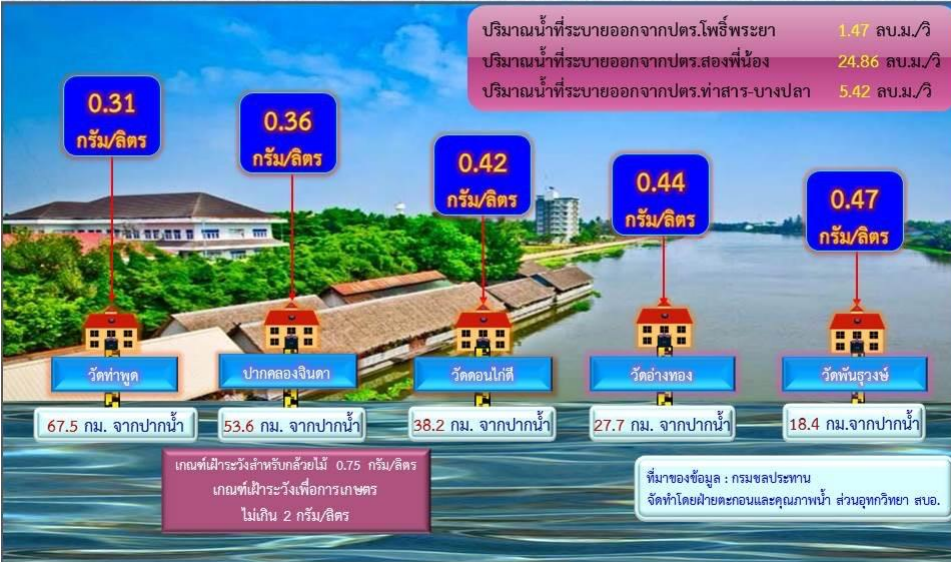 ปริมาณน้ำที่ระบายออกจากปตร.โพธิ์พระยา 1.47 ลบ.ม./วิ
ปริมาณน้ำที่ระบายออกจากปตร.สองพี่น้อง 24.86 ลบ.ม./วิ
ปริมาณน้ำที่ระบายออกจากปตร.ท่าสาร-บางปลา 5.42 ลบ.ม./วิ
0.31
กรัม/ลิตร
0.36
กรัม/ลิตร
0.42
กรัม/ลิตร
0.44
กรัม/ลิตร
0.47
กรัม/ลิตร
วัดท่าพูด
ปากคลองจินดา
วัดดอนไก่ดี
วัดอ่างทอง
วัดพันธุวงษ์
67.5 กม. จากปากน้ำ
53.6 กม. จากปากน้ำ
38.2 กม. จากปากน้ำ
27.7 กม. จากปากน้ำ
18.4 กม.จากปากน้ำ
เกณฑ์เฝ้าระวังสำหรับกล้วยไม้ 0.75 กรัม/ลิตร
เกณฑ์เฝ้าระวังเพื่อการเกษตร
ไม่เกิน 2 กรัม/ลิตร
ที่มาของข้อมูล : กรมชลประทาน
จัดทำโดยฝ่ายตะกอนและคุณภาพน้ำ ส่วนอุทกวิทยา สบอ.